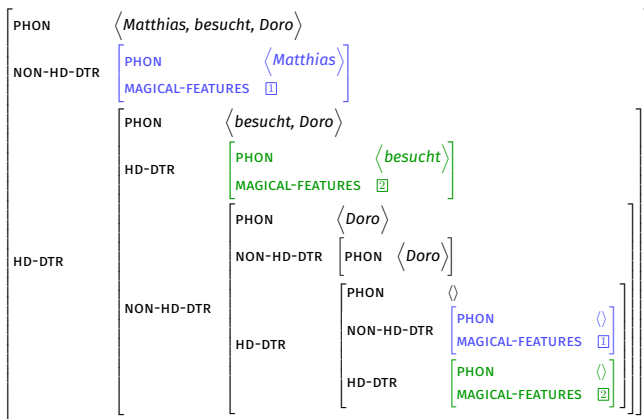 PHON ⟨Matthias, besucht, Doro⟩
NON-HD-DTR
PHON ⟨Matthias⟩
MAGICAL-FEATURES 1
HD-DTR
PHON ⟨besucht, Doro⟩
HD-DTR
PHON ⟨besucht⟩
MAGICAL-FEATURES 2
NON-HD-DTR
PHON ⟨Doro⟩
NON-HD-DTR [PHON ⟨Doro⟩]
HD-DTR
PHON ⟨⟩
NON-HD-DTR
PHON ⟨⟩
MAGICAL-FEATURES 1
HD-DTR
PHON ⟨⟩
MAGICAL-FEATURES 2